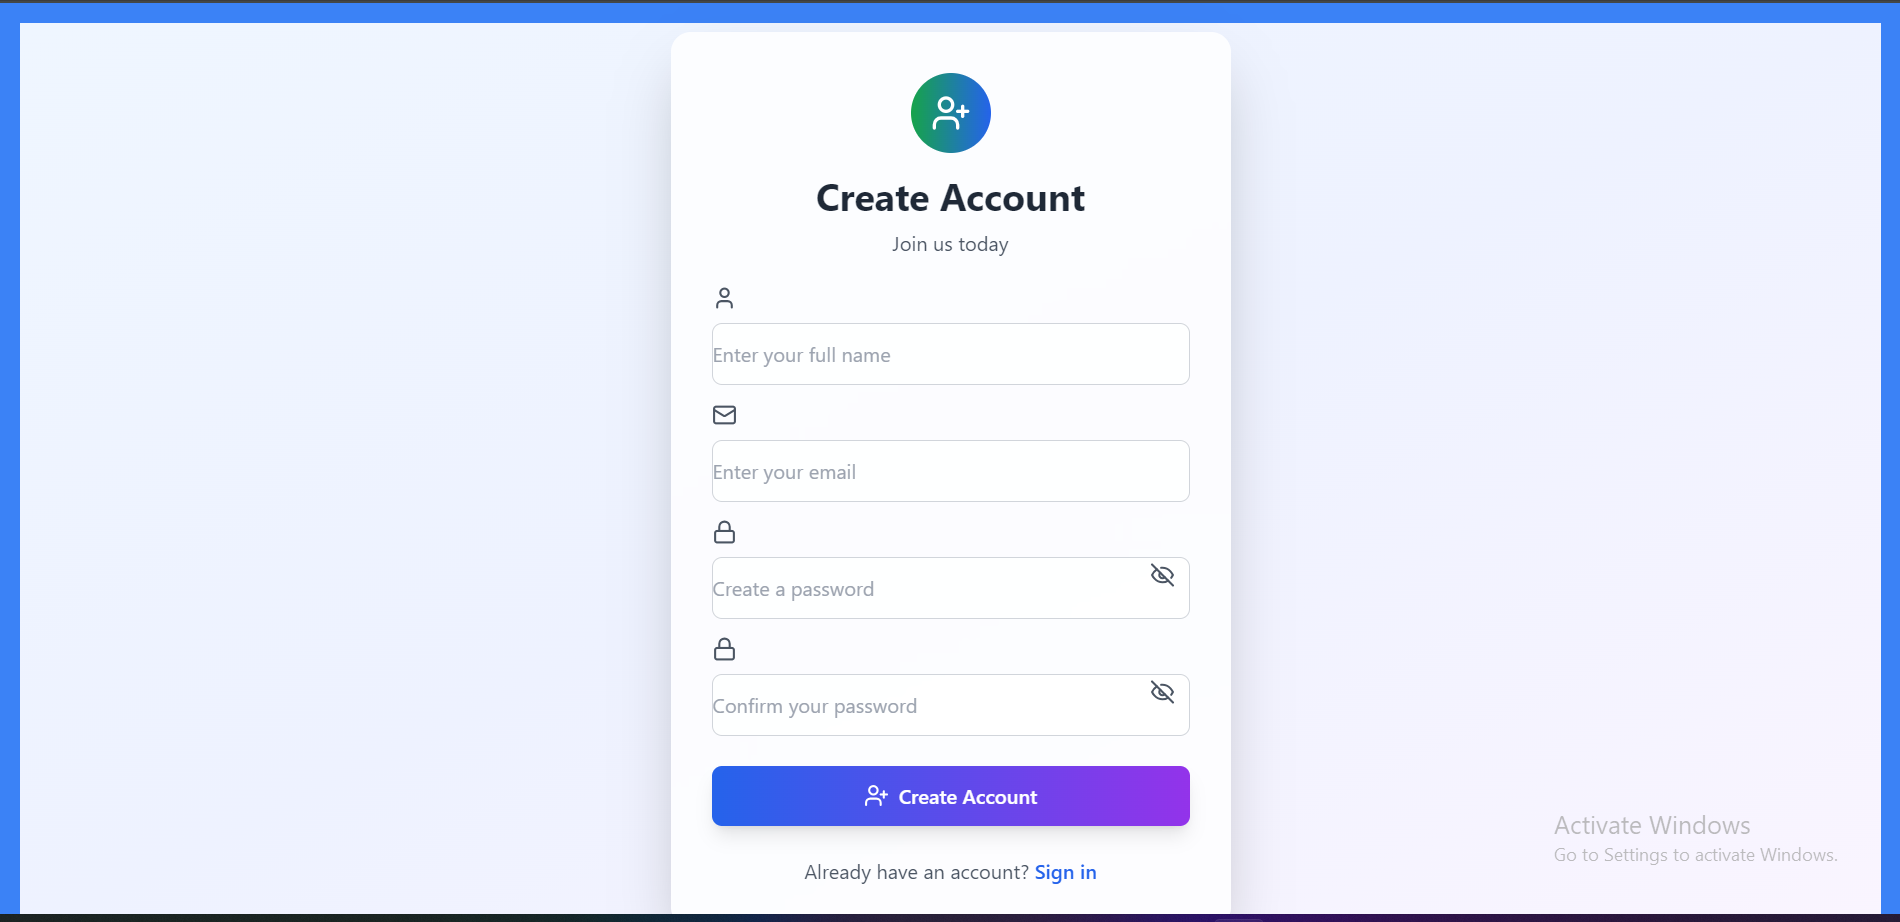 Create Account
Join us today
Enter your full name
Enter your email
Create a password
Confirm your password
Create Account
Already have an account? Sign in
Activate Windows
Go to Settings to activate Windows.